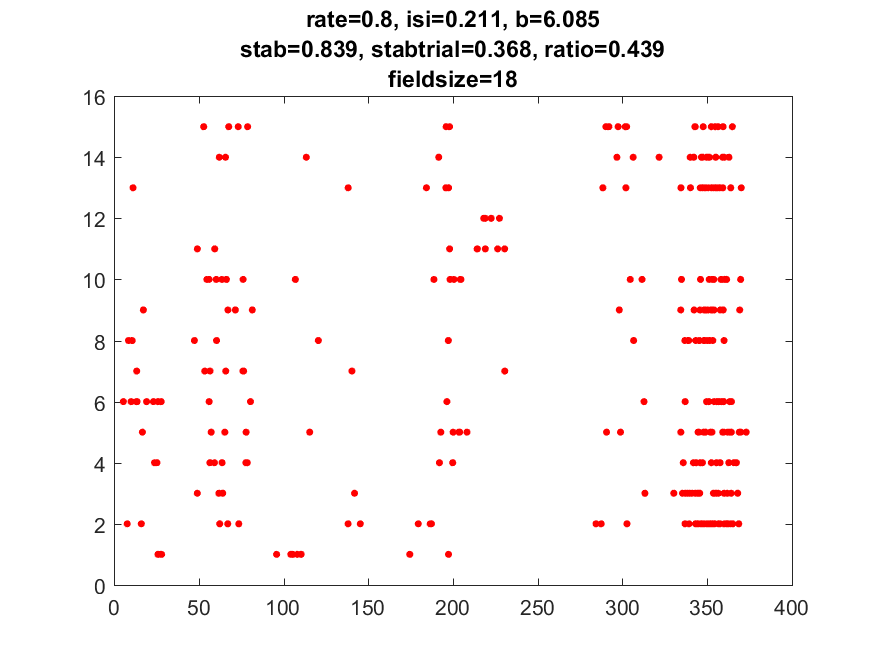 rate=0.8, isi=0.211, b=6.085
stab=0.839, stabtrial=0.368, ratio=0.439
fieldsize=18
16
14
12
10
8
6
4
2
0
0 50 100 150 200 250 300 350 400